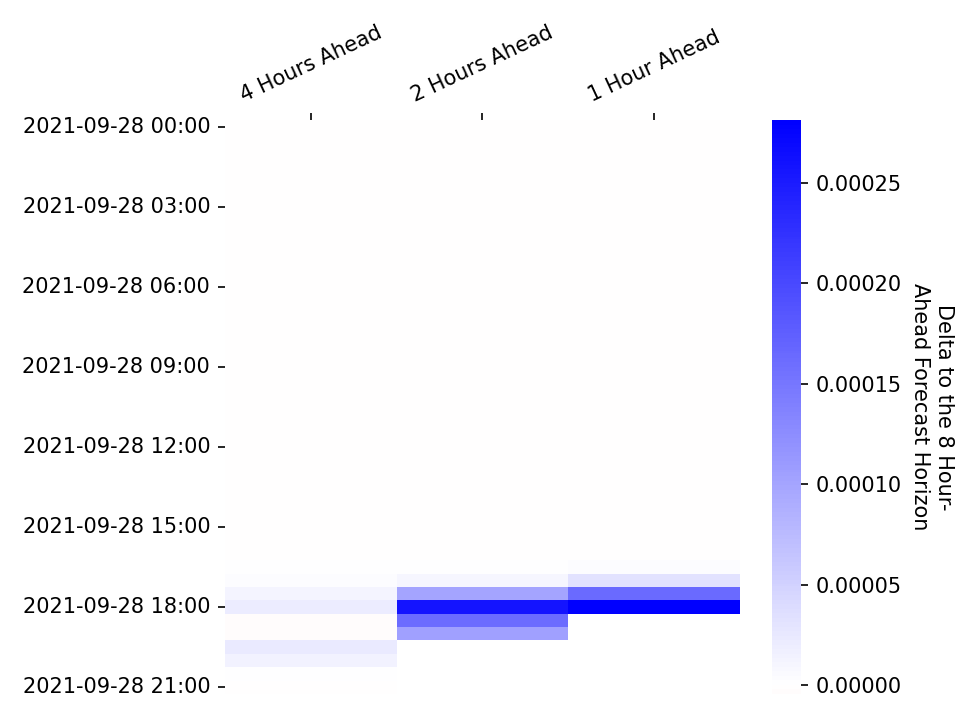 4 Hours Ahead
2 Hours Ahead
1 Hour Ahead
2021-09-28 00:00
2021-09-28 03:00
2021-09-28 06:00
2021-09-28 09:00
2021-09-28 12:00
2021-09-28 15:00
2021-09-28 18:00
2021-09-28 21:00
0.00025
0.00020
0.00015
0.00010
0.00005
0.00000
Delta to the 8 Hour-
Ahead Forecast Horizon